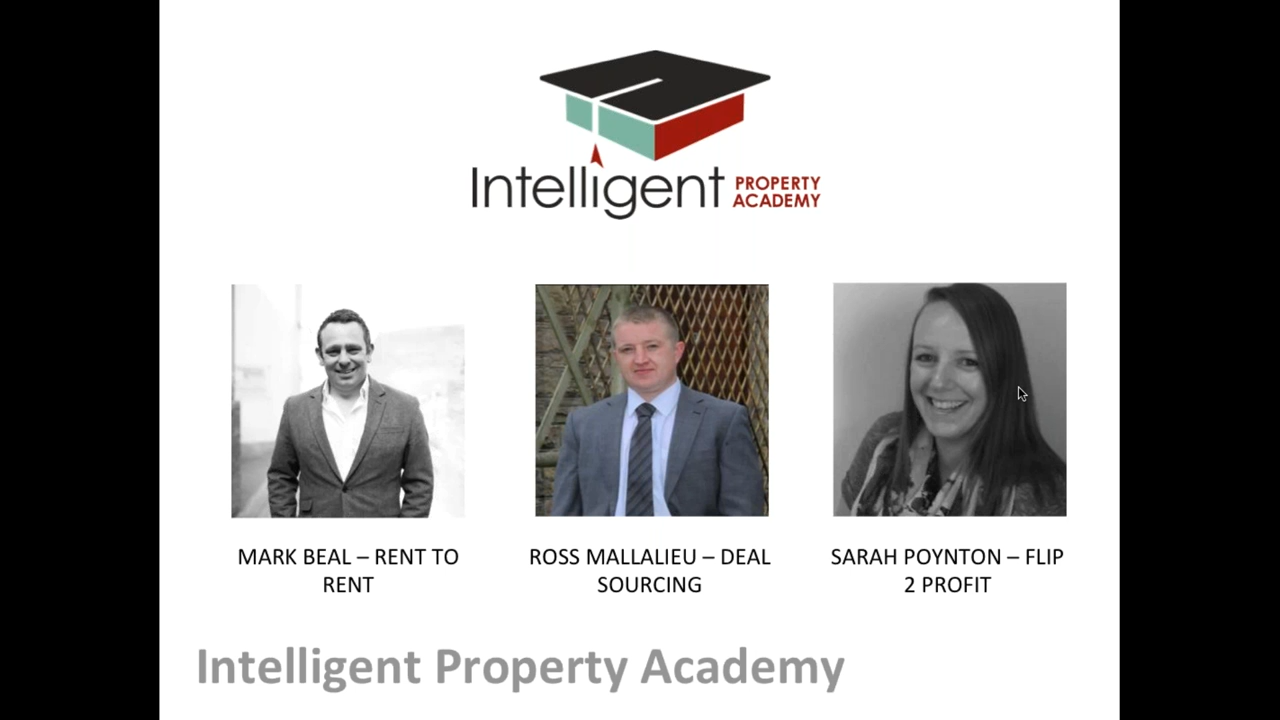 Intelligent PROPERTY
ACADEMY
MARK BEAL – RENT TO
RENT
ROSS MALLALIEU – DEAL
SOURCING
SARAH POYNTON – FLIP
2 PROFIT
Intelligent Property Academy